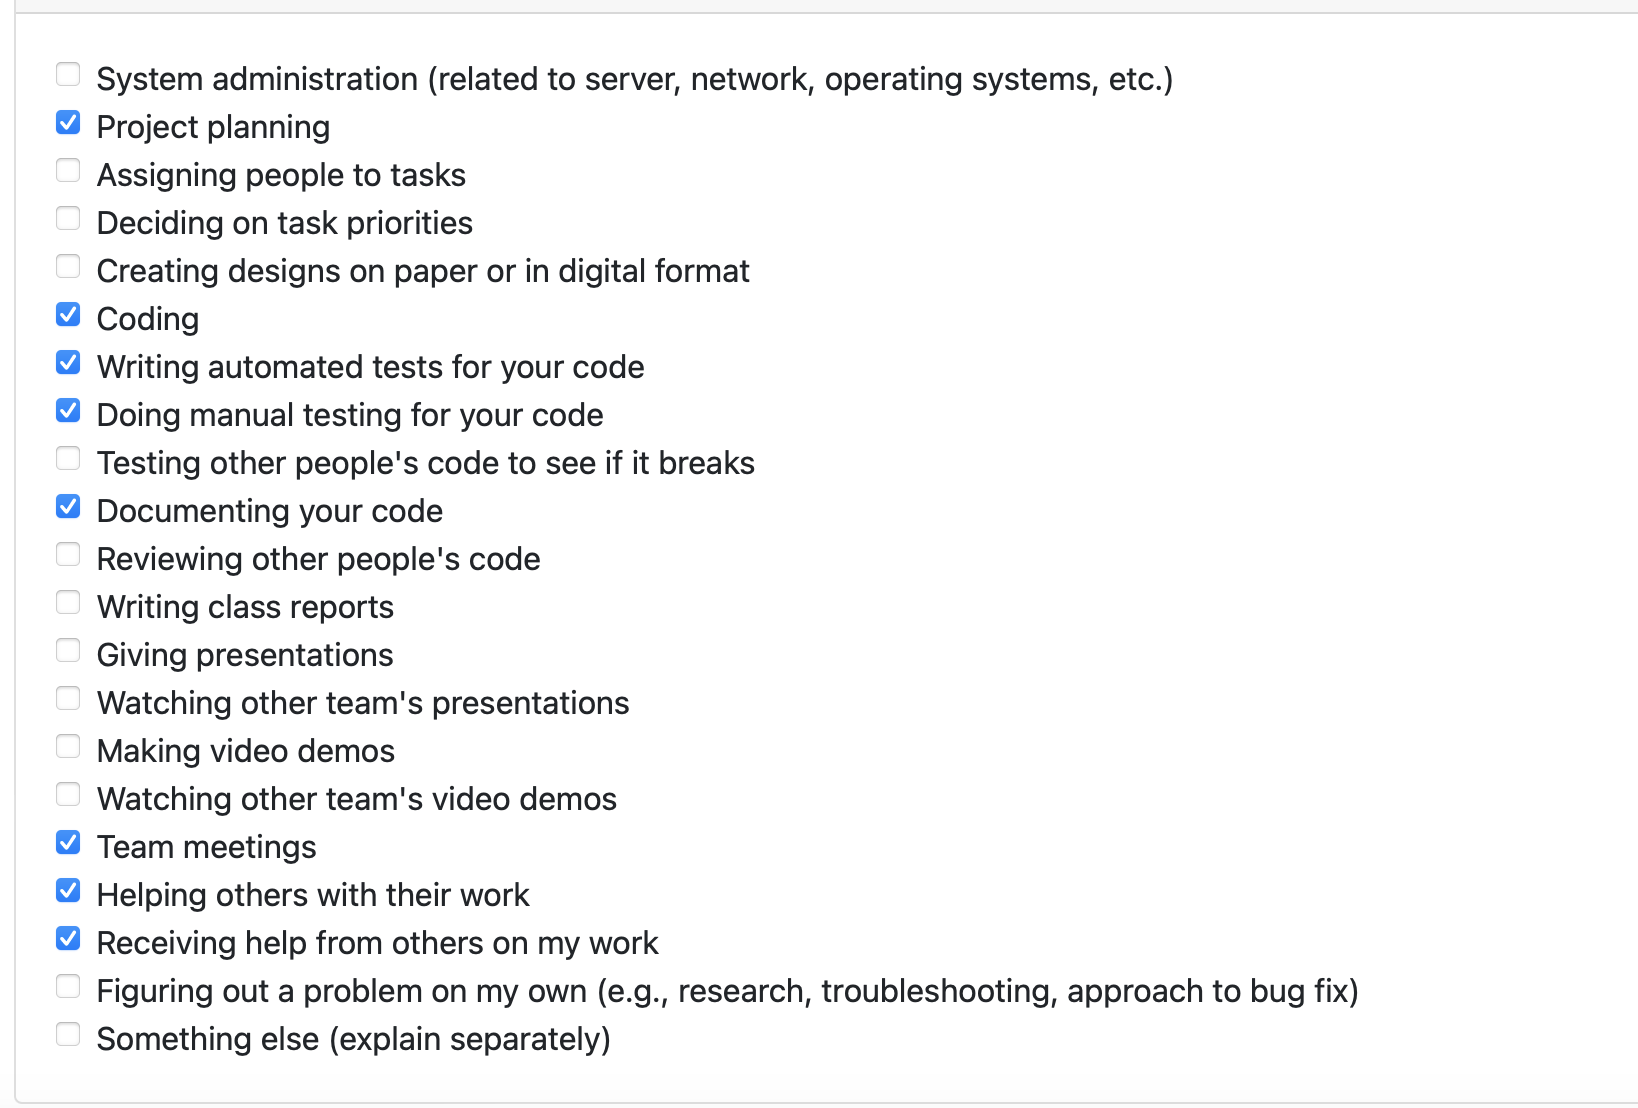 System administration (related to server, network, operating systems, etc.)
Project planning
Assigning people to tasks
Deciding on task priorities
Creating designs on paper or in digital format
Coding
Writing automated tests for your code
Doing manual testing for your code
Testing other people's code to see if it breaks
Documenting your code
Reviewing other people's code
Writing class reports
Giving presentations
Watching other team's presentations
Making video demos
Watching other team's video demos
Team meetings
Helping others with their work
Receiving help from others on my work
Figuring out a problem on my own (e.g., research, troubleshooting, approach to bug fix)
Something else (explain separately)